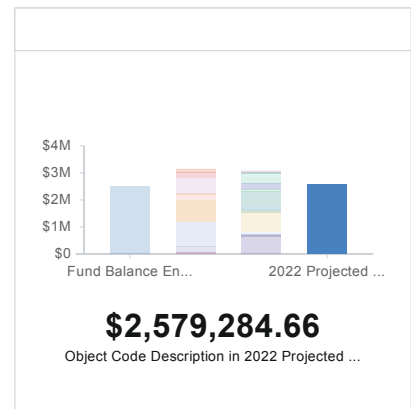 $4M
$3M
$2M
$1M
$0
Fund Balance En... 2022 Projected ...
$2,579,284.66
Object Code Description in 2022 Projected ...